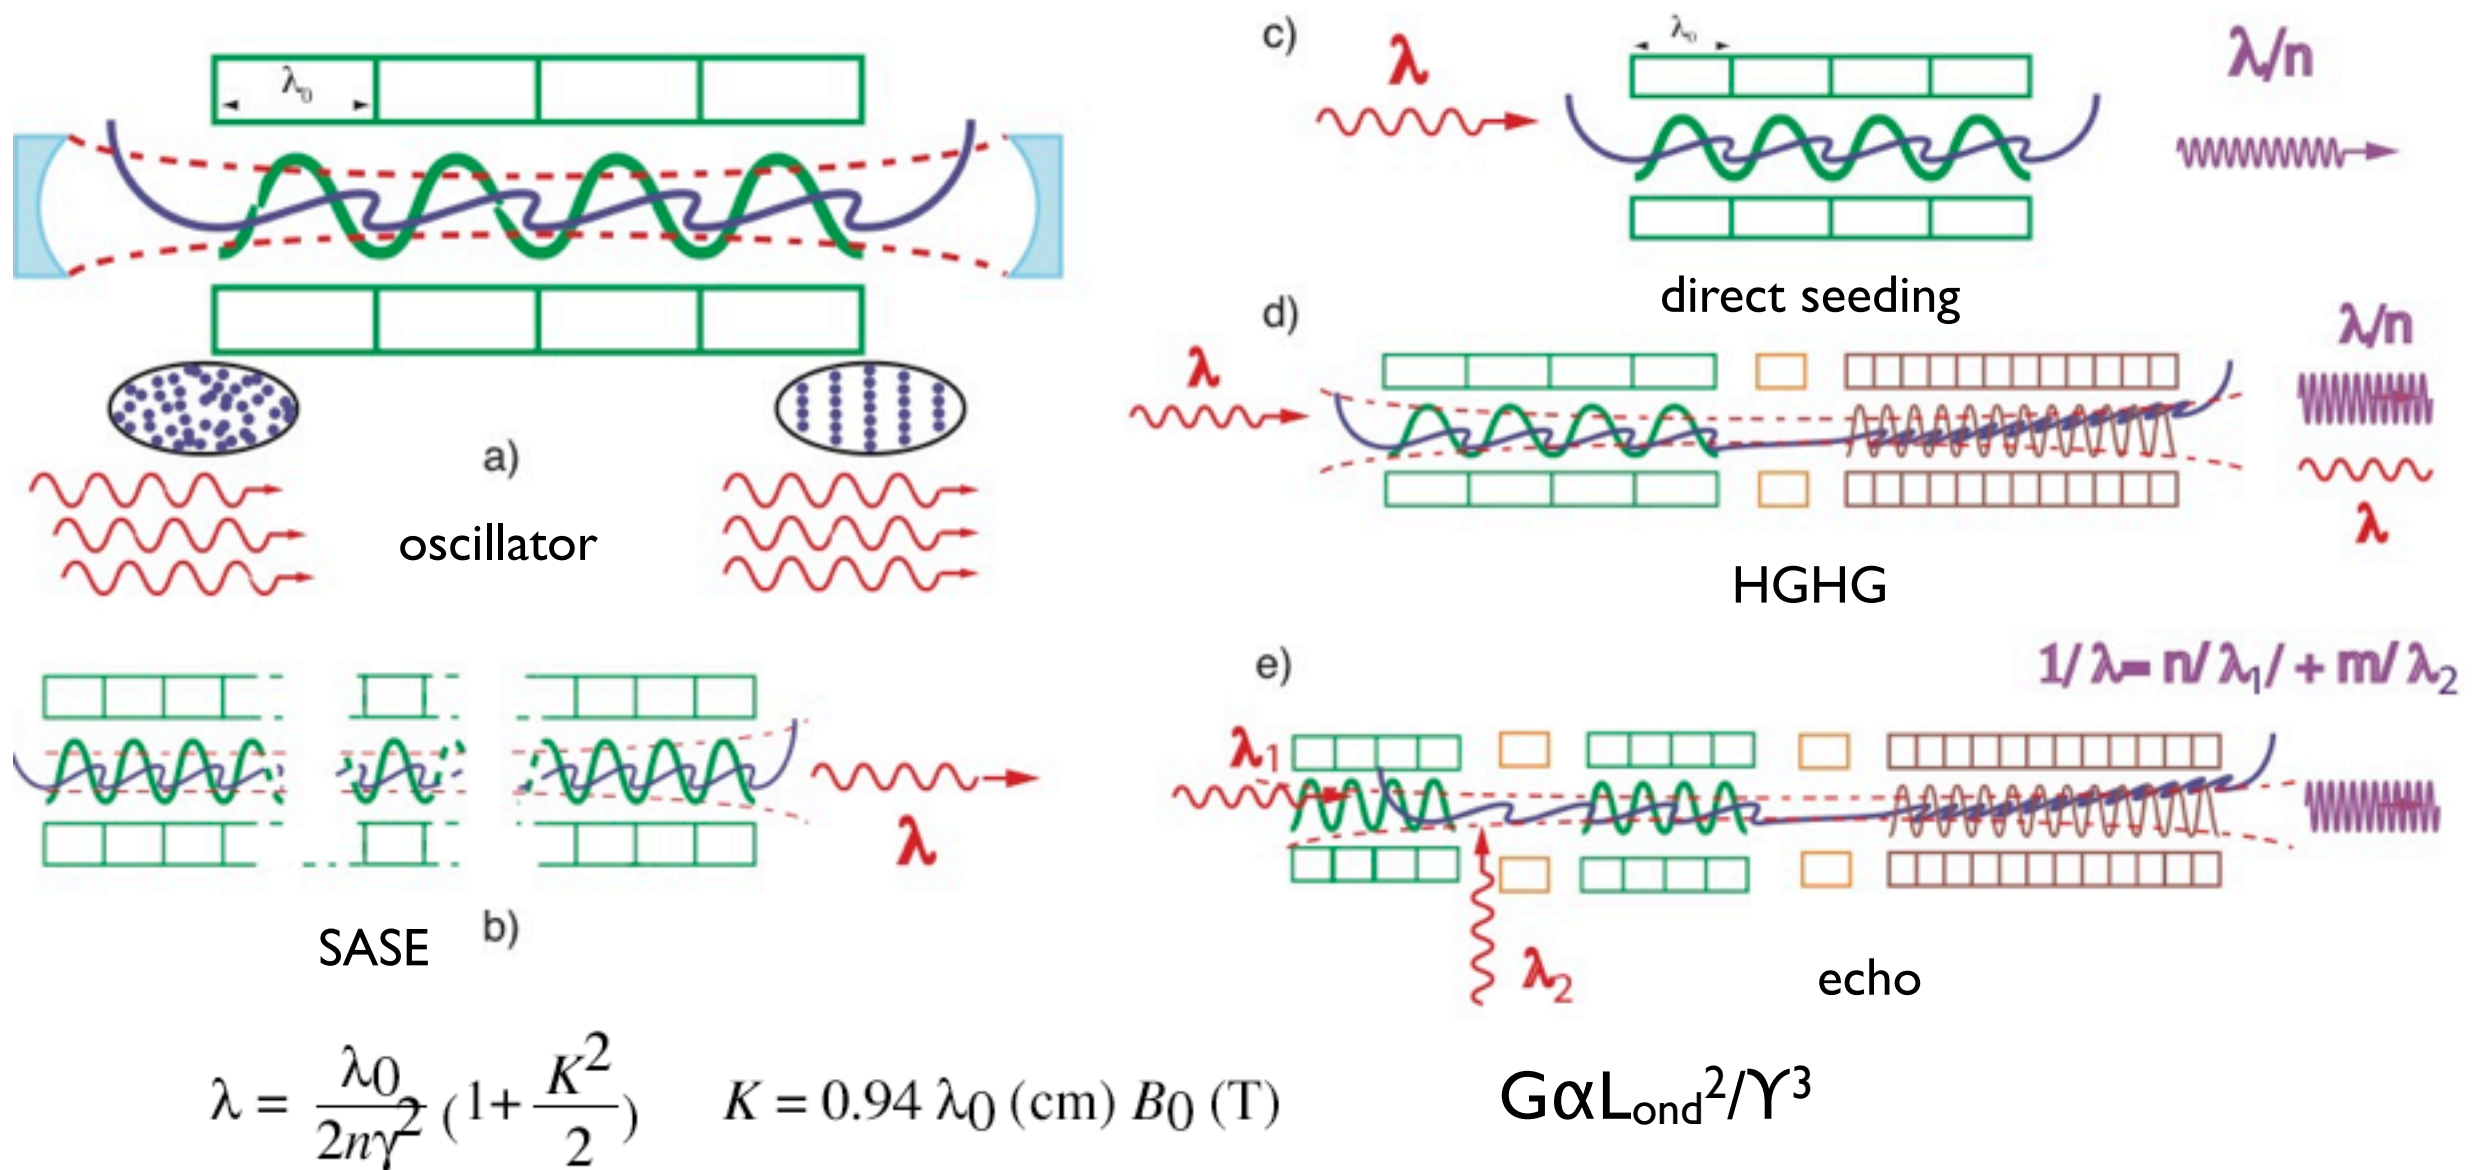 λ₀
a)
oscillator
SASE
b)
λ
c)
λ
λ₀
λ/n
direct seeding
d)
λ
λ/n
λ
HGHG
e)
1/ λ= n/ λ₁/ + m/ λ₂
λ₁
λ₂
echo
λ = λ0/2nγ² (1+ K²/2)
K = 0.94 λ0 (cm) B0 (T)
GαLond²/ϒ³